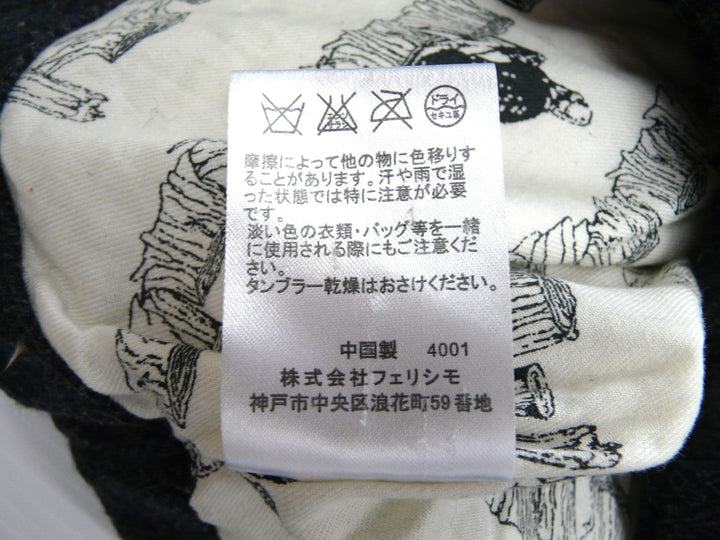 エンソ
サラシ
ドライ
セキユ系
摩擦によって他の物に色移りす
ることがあります。汗や雨で湿
った状態では特に注意が必要
です。
淡い色の衣類・バッグ等を一緒
に使用される際にもご注意くだ
さい。
タンブラー乾燥はおさけください。
中国製 4001
株式会社フェリシモ
神戸市中央区浪花町59番地